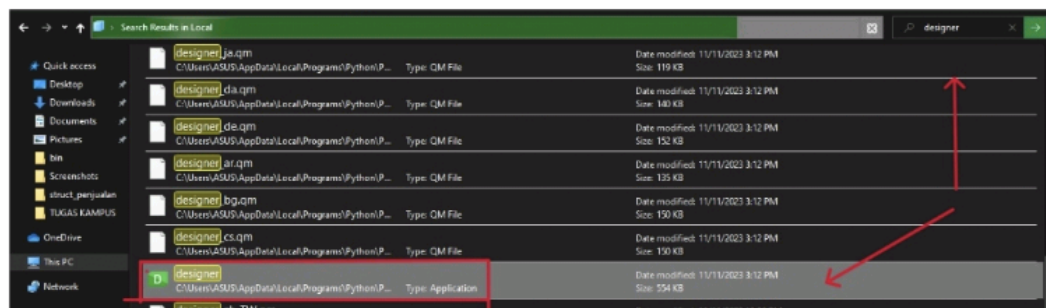 Search Results in Local
designer
Quick access
Desktop
Downloads
Documents
Pictures
bin
Screenshots
struct_penjualan
TUGAS KAMPUS
OneDrive
This PC
Network
designer_ja.qm
Date modified: 11/11/2023 3:12 PM
C:\Users\ASUS\AppData\Local\Programs\Python\P... Type: QM File Size: 119 KB
designer_da.qm
Date modified: 11/11/2023 3:12 PM
C:\Users\ASUS\AppData\Local\Programs\Python\P... Type: QM File Size: 140 KB
designer_de.qm
Date modified: 11/11/2023 3:12 PM
C:\Users\ASUS\AppData\Local\Programs\Python\P... Type: QM File Size: 152 KB
designer_ar.qm
Date modified: 11/11/2023 3:12 PM
C:\Users\ASUS\AppData\Local\Programs\Python\P... Type: QM File Size: 135 KB
designer_bg.qm
Date modified: 11/11/2023 3:12 PM
C:\Users\ASUS\AppData\Local\Programs\Python\P... Type: QM File Size: 150 KB
designer_cs.qm
Date modified: 11/11/2023 3:12 PM
C:\Users\ASUS\AppData\Local\Programs\Python\P... Type: QM File Size: 150 KB
D
designer
Date modified: 11/11/2023 3:12 PM
C:\Users\ASUS\AppData\Local\Programs\Python\P... Type: Application Size: 554 KB